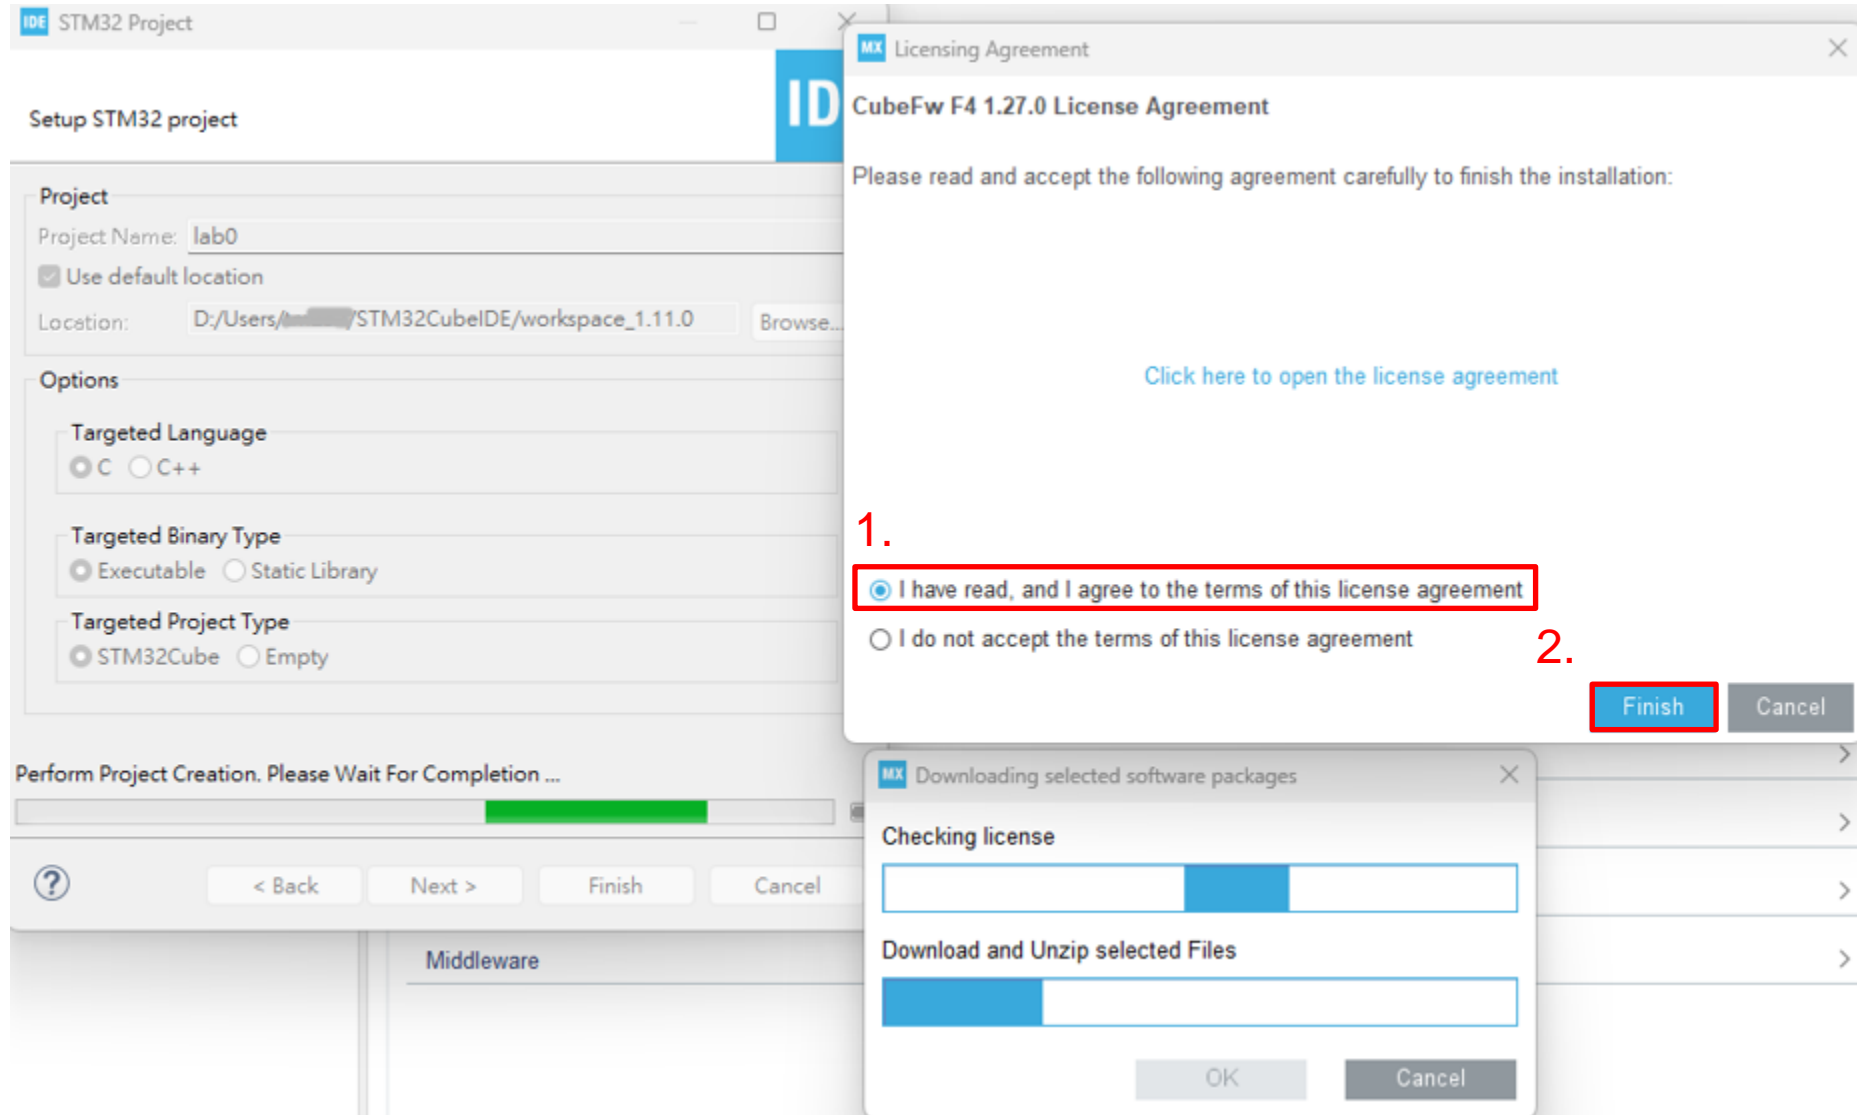 IDE STM32 Project
IDE
Setup STM32 project
Project
Project Name: lab0
Use default location
Location: D:/Users/ /STM32CubeIDE/workspace_1.11.0 Browse...
Options
Targeted Language
C C++
Targeted Binary Type
Executable Static Library
Targeted Project Type
STM32Cube Empty
Perform Project Creation. Please Wait For Completion ...
? < Back Next > Finish Cancel
Middleware
MX Licensing Agreement
CubeFw F4 1.27.0 License Agreement
Please read and accept the following agreement carefully to finish the installation:
Click here to open the license agreement
1.
I have read, and I agree to the terms of this license agreement
I do not accept the terms of this license agreement
2.
Finish Cancel
MX Downloading selected software packages
Checking license
Download and Unzip selected Files
OK Cancel